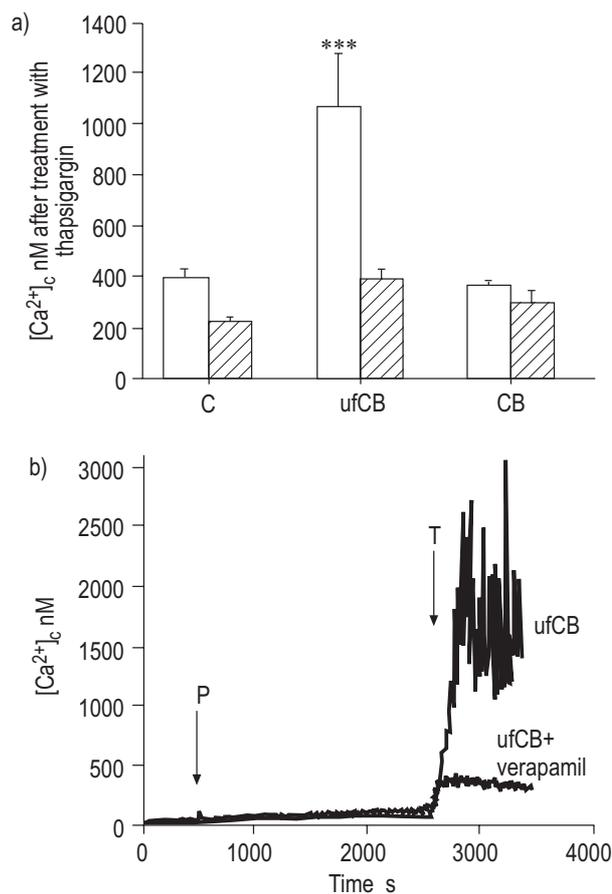 a)
[Ca²⁺]c nM after treatment with
thapsigargin
1400
1200
1000
800
600
400
200
0
***
C
ufCB
CB
b)
[Ca²⁺]c nM
3000
2500
2000
1500
1000
500
0
P
T
ufCB
ufCB+
verapamil
0
1000
2000
3000
4000
Time s